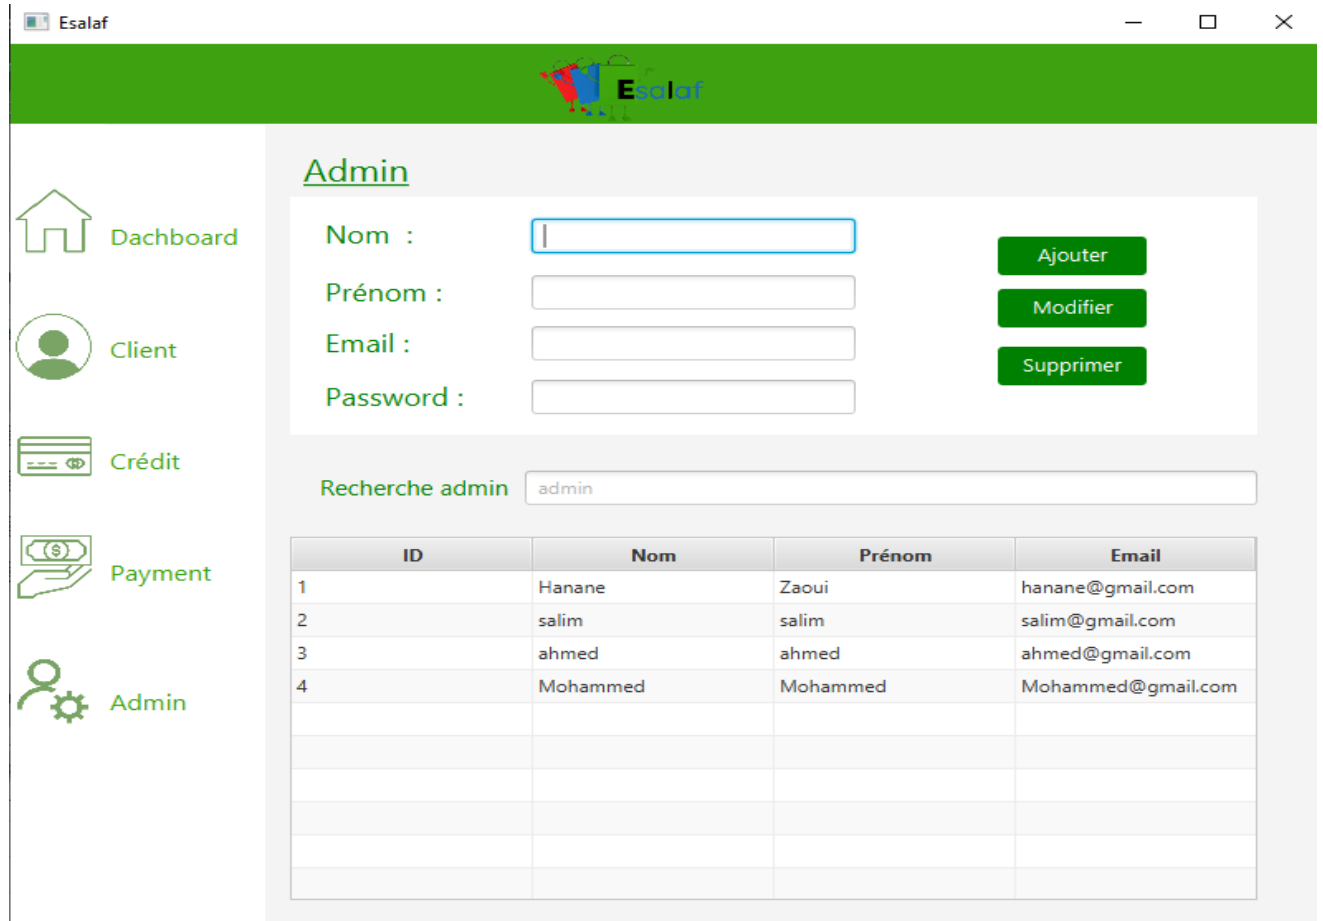 Esalaf
Esalaf
Admin
Nom :
Prénom :
Email :
Password :
Ajouter
Modifier
Supprimer
Dachboard
Client
Crédit
Payment
Admin
Recherche admin admin
ID Nom Prénom Email
1 Hanane Zaoui hanane@gmail.com
2 salim salim salim@gmail.com
3 ahmed ahmed ahmed@gmail.com
4 Mohammed Mohammed Mohammed@gmail.com